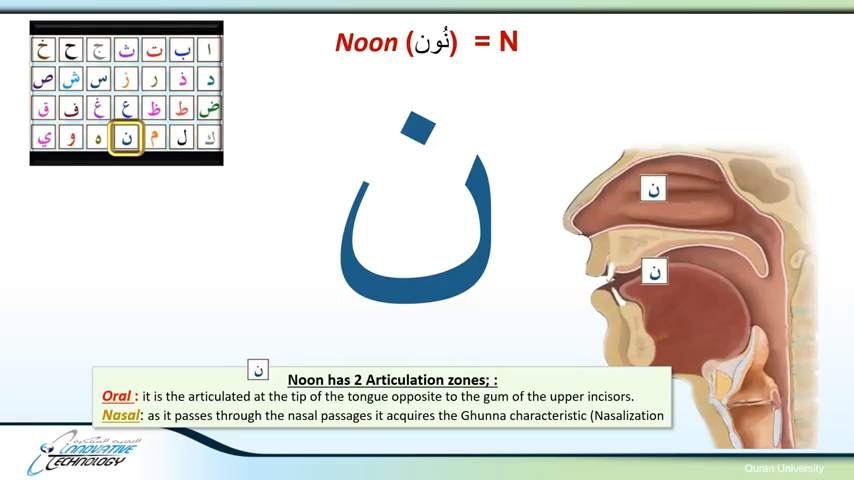 Noon (نُون) = N
ا ب ت ث ج ح خ
د ذ ر ز س ش ص
ض ط ظ ع غ ف ق
ك ل م ن ه و ي
ن
ن
ن
ن
Noon has 2 Articulation zones; :
Oral : it is the articulated at the tip of the tongue opposite to the gum of the upper incisors.
Nasal: as it passes through the nasal passages it acquires the Ghunna characteristic (Nasalization
INNOVATIVE
TECHNOLOGY
Quran University